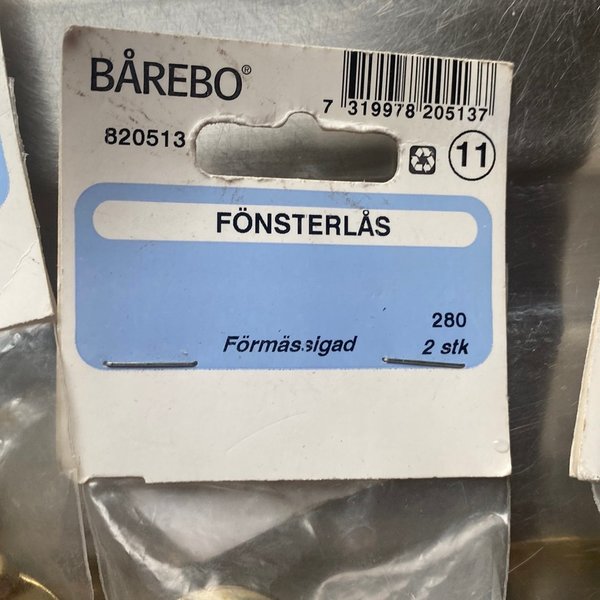 BÅREBO®
7 319978 205137
820513
11
FÖNSTERLÅS
280
Förmässigad
2 stk